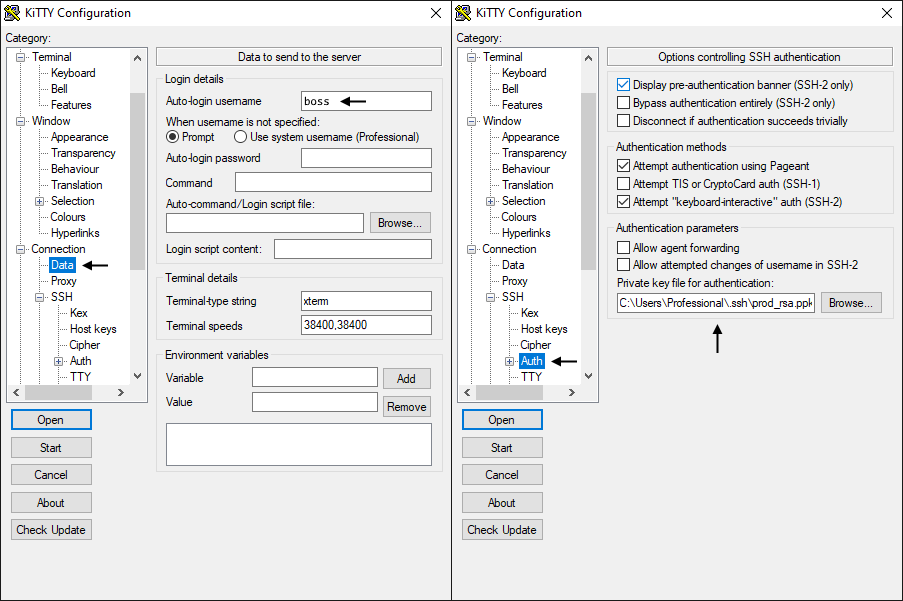 KiTTY Configuration
Category:
Terminal
Keyboard
Bell
Features
Window
Appearance
Transparency
Behaviour
Translation
Selection
Colours
Hyperlinks
Connection
Data
Proxy
SSH
Kex
Host keys
Cipher
Auth
TTY
Open
Start
Cancel
About
Check Update
Data to send to the server
Login details
Auto-login username boss
When username is not specified:
Prompt Use system username (Professional)
Auto-login password
Command
Auto-command/Login script file:
Browse...
Login script content:
Terminal details
Terminal-type string xterm
Terminal speeds 38400,38400
Environment variables
Variable Add
Value Remove
KiTTY Configuration
Category:
Terminal
Keyboard
Bell
Features
Window
Appearance
Transparency
Behaviour
Translation
Selection
Colours
Hyperlinks
Connection
Data
Proxy
SSH
Kex
Host keys
Cipher
Auth
TTY
Open
Start
Cancel
About
Check Update
Options controlling SSH authentication
Display pre-authentication banner (SSH-2 only)
Bypass authentication entirely (SSH-2 only)
Disconnect if authentication succeeds trivially
Authentication methods
Attempt authentication using Pageant
Attempt TIS or CryptoCard auth (SSH-1)
Attempt "keyboard-interactive" auth (SSH-2)
Authentication parameters
Allow agent forwarding
Allow attempted changes of username in SSH-2
Private key file for authentication:
C:\Users\Professional\.ssh\prod_rsa.ppk Browse...